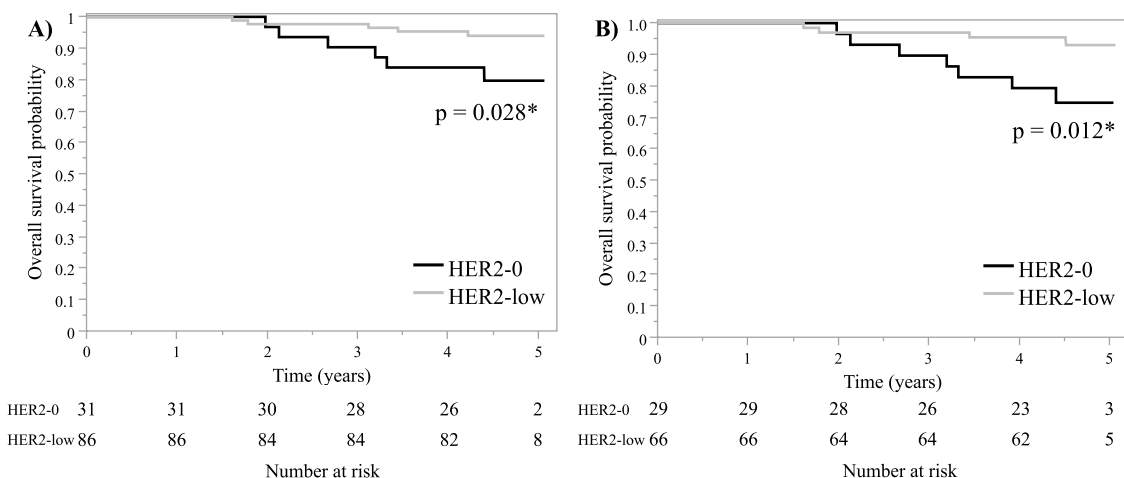 A)
Overall survival probability
1
0.9
0.8
0.7
0.6
0.5
0.4
0.3
0.2
0.1
0
p = 0.028*
HER2-0
HER2-low
0 1 2 3 4 5
Time (years)
HER2-0 31 31 30 28 26 2
HER2-low 86 86 84 84 82 8
Number at risk
B)
Overall survival probability
1.0
0.9
0.8
0.7
0.6
0.5
0.4
0.3
0.2
0.1
0
p = 0.012*
HER2-0
HER2-low
0 1 2 3 4 5
Time (years)
HER2-0 29 29 28 26 23 3
HER2-low 66 66 64 64 62 5
Number at risk